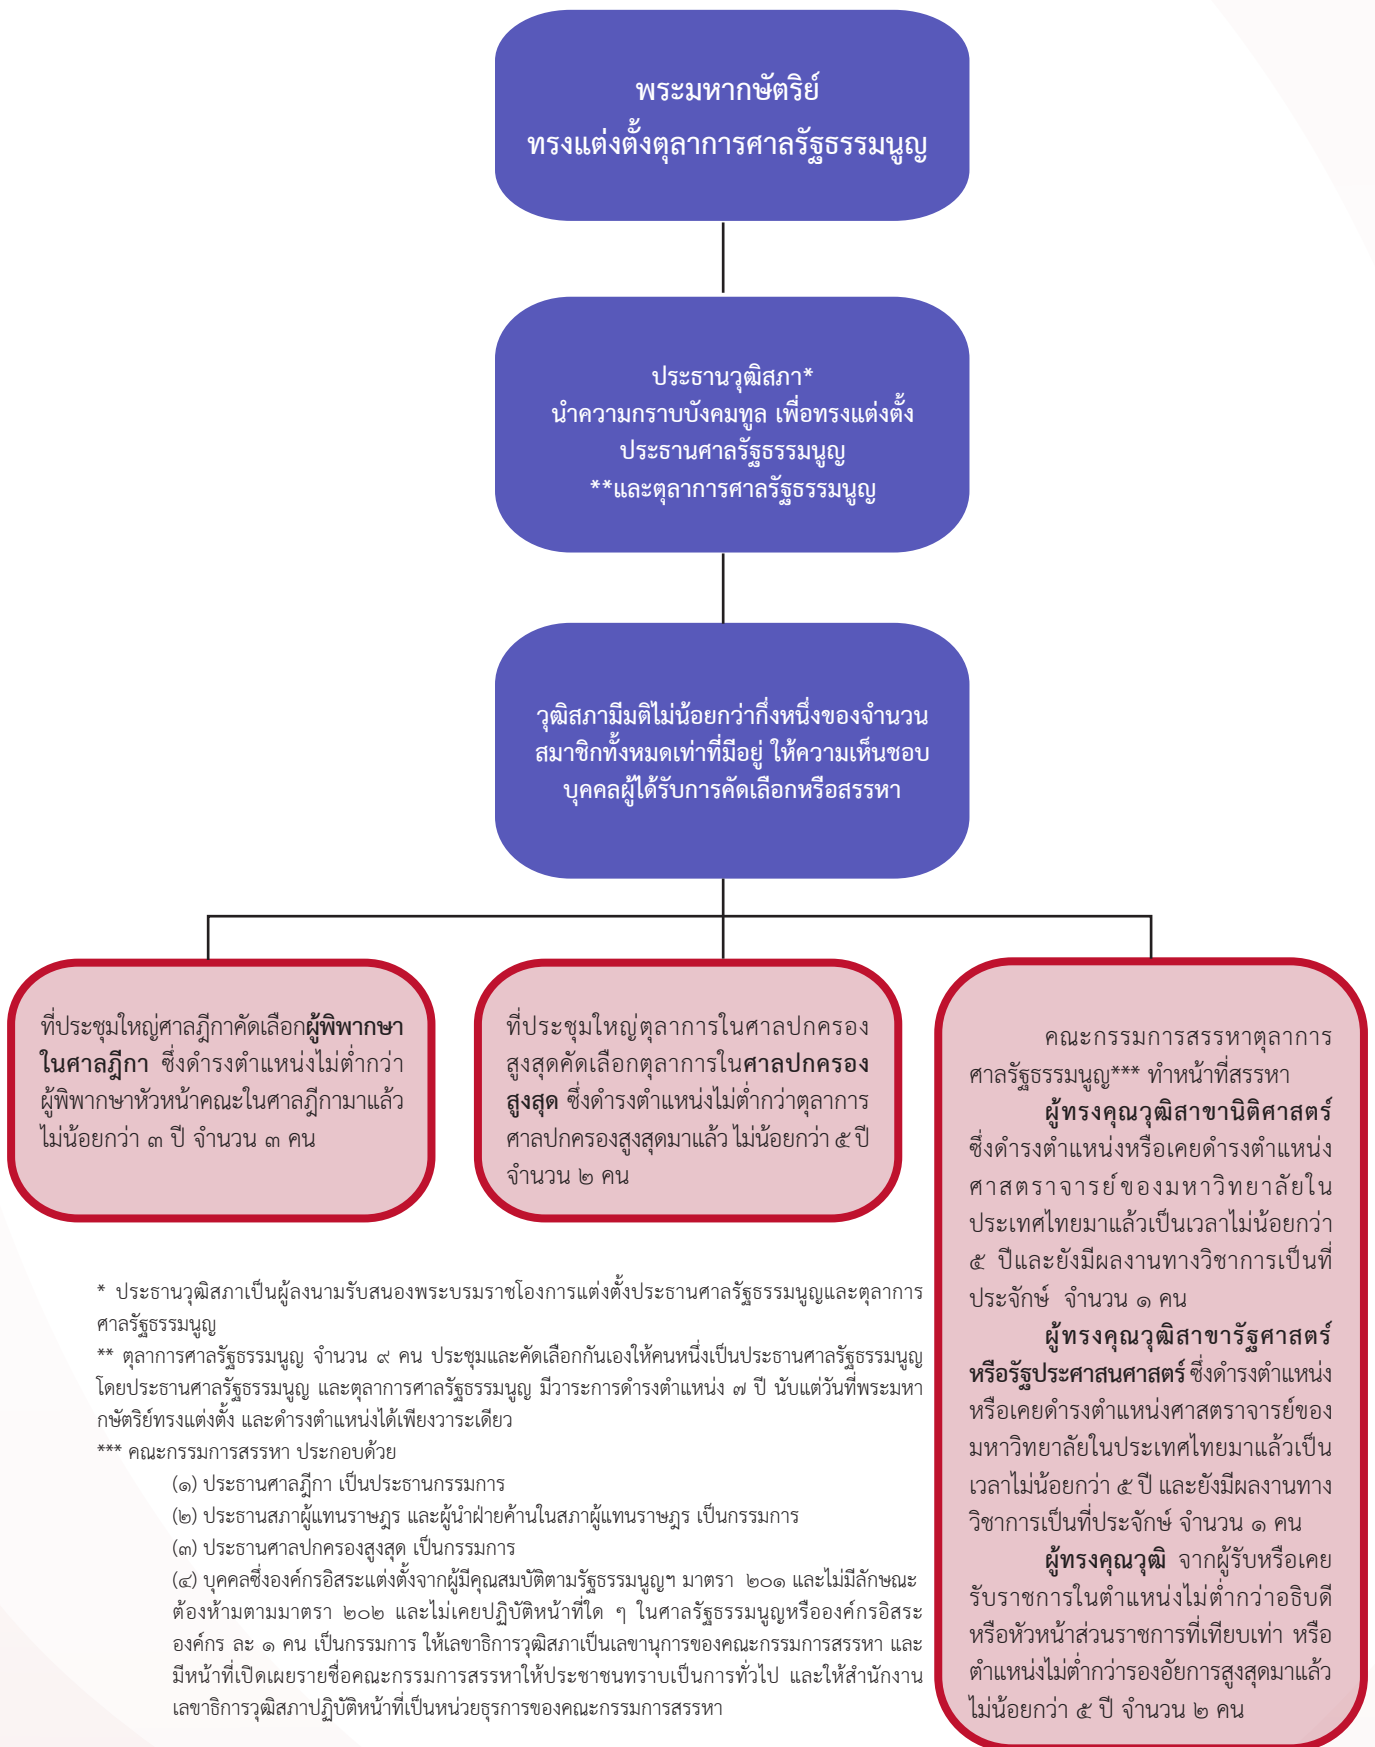 พระมหากษัตริย์
ทรงแต่งตั้งตุลาการศาลรัฐธรรมนูญ
ประธานวุฒิสภา*
นำความกราบบังคมทูล เพื่อทรงแต่งตั้ง
ประธานศาลรัฐธรรมนูญ
**และตุลาการศาลรัฐธรรมนูญ
วุฒิสภามีมติไม่น้อยกว่ากึ่งหนึ่งของจำนวน
สมาชิกทั้งหมดเท่าที่มีอยู่ ให้ความเห็นชอบ
บุคคลผู้ได้รับการคัดเลือกหรือสรรหา
ที่ประชุมใหญ่ศาลฎีกาคัดเลือกผู้พิพากษา
ในศาลฎีกา ซึ่งดำรงตำแหน่งไม่ต่ำกว่า
ผู้พิพากษาหัวหน้าคณะในศาลฎีกามาแล้ว
ไม่น้อยกว่า ๓ ปี จำนวน ๓ คน
ที่ประชุมใหญ่ตุลาการในศาลปกครอง
สูงสุดคัดเลือกตุลาการในศาลปกครอง
สูงสุด ซึ่งดำรงตำแหน่งไม่ต่ำกว่าตุลาการ
ศาลปกครองสูงสุดมาแล้ว ไม่น้อยกว่า ๕ ปี
จำนวน ๒ คน
คณะกรรมการสรรหาตุลาการ
ศาลรัฐธรรมนูญ*** ทำหน้าที่สรรหา
ผู้ทรงคุณวุฒิสาขานิติศาสตร์
ซึ่งดำรงตำแหน่งหรือเคยดำรงตำแหน่ง
ศาสตราจารย์ของมหาวิทยาลัยใน
ประเทศไทยมาแล้วเป็นเวลาไม่น้อยกว่า
๕ ปีและยังมีผลงานทางวิชาการเป็นที่
ประจักษ์ จำนวน ๑ คน
ผู้ทรงคุณวุฒิสาขารัฐศาสตร์
หรือรัฐประศาสนศาสตร์ ซึ่งดำรงตำแหน่ง
หรือเคยดำรงตำแหน่งศาสตราจารย์ของ
มหาวิทยาลัยในประเทศไทยมาแล้วเป็น
เวลาไม่น้อยกว่า ๕ ปี และยังมีผลงานทาง
วิชาการเป็นที่ประจักษ์ จำนวน ๑ คน
ผู้ทรงคุณวุฒิ จากผู้รับหรือเคย
รับราชการในตำแหน่งไม่ต่ำกว่าอธิบดี
หรือหัวหน้าส่วนราชการที่เทียบเท่า หรือ
ตำแหน่งไม่ต่ำกว่ารองอัยการสูงสุดมาแล้ว
ไม่น้อยกว่า ๕ ปี จำนวน ๒ คน
* ประธานวุฒิสภาเป็นผู้ลงนามรับสนองพระบรมราชโองการแต่งตั้งประธานศาลรัฐธรรมนูญและตุลาการ
ศาลรัฐธรรมนูญ
** ตุลาการศาลรัฐธรรมนูญ จำนวน ๙ คน ประชุมและคัดเลือกกันเองให้คนหนึ่งเป็นประธานศาลรัฐธรรมนูญ
โดยประธานศาลรัฐธรรมนูญ และตุลาการศาลรัฐธรรมนูญ มีวาระการดำรงตำแหน่ง ๗ ปี นับแต่วันที่พระมหา
กษัตริย์ทรงแต่งตั้ง และดำรงตำแหน่งได้เพียงวาระเดียว
*** คณะกรรมการสรรหา ประกอบด้วย
(๑) ประธานศาลฎีกา เป็นประธานกรรมการ
(๒) ประธานสภาผู้แทนราษฎร และผู้นำฝ่ายค้านในสภาผู้แทนราษฎร เป็นกรรมการ
(๓) ประธานศาลปกครองสูงสุด เป็นกรรมการ
(๔) บุคคลซึ่งองค์กรอิสระแต่งตั้งจากผู้มีคุณสมบัติตามรัฐธรรมนูญฯ มาตรา ๒๐๑ และไม่มีลักษณะ
ต้องห้ามตามมาตรา ๒๐๒ และไม่เคยปฏิบัติหน้าที่ใด ๆ ในศาลรัฐธรรมนูญหรือองค์กรอิสระ
องค์กร ละ ๑ คน เป็นกรรมการ ให้เลขาธิการวุฒิสภาเป็นเลขานุการของคณะกรรมการสรรหา และ
มีหน้าที่เปิดเผยรายชื่อคณะกรรมการสรรหาให้ประชาชนทราบเป็นการทั่วไป และให้สำนักงาน
เลขาธิการวุฒิสภาปฏิบัติหน้าที่เป็นหน่วยธุรการของคณะกรรมการสรรหา